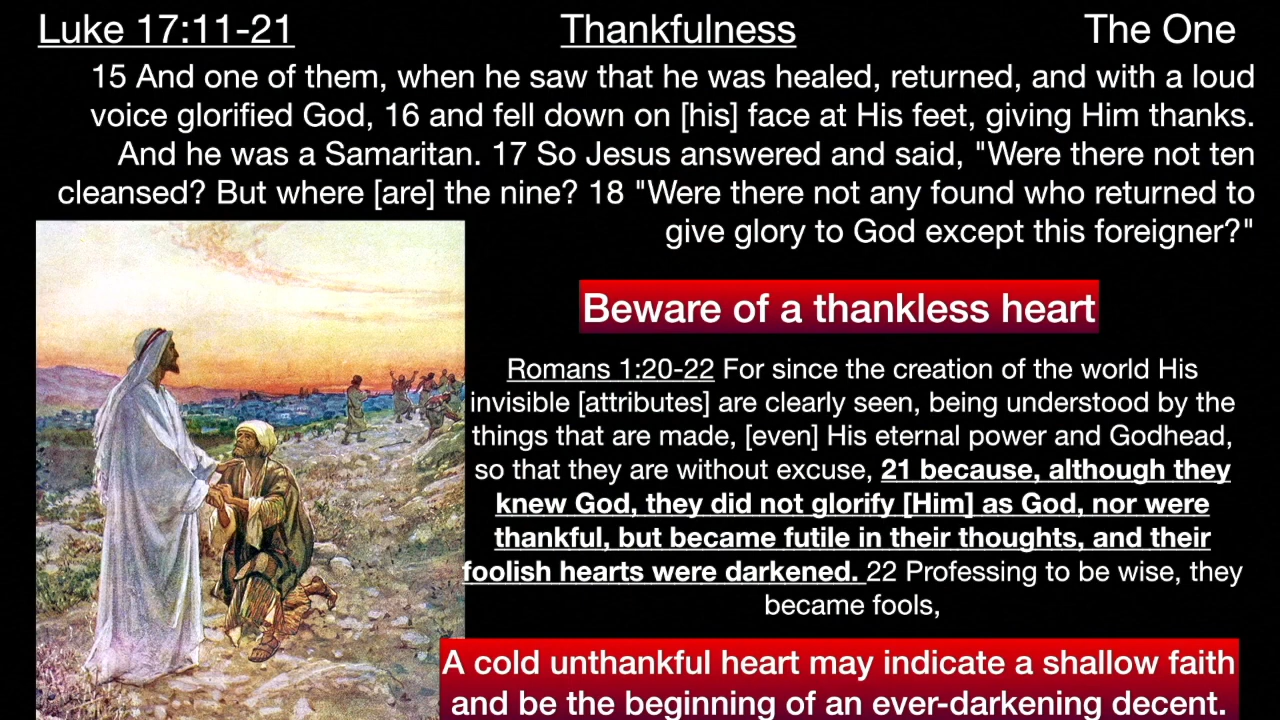 Luke 17:11-21 Thankfulness The One
15 And one of them, when he saw that he was healed, returned, and with a loud
voice glorified God, 16 and fell down on [his] face at His feet, giving Him thanks.
And he was a Samaritan. 17 So Jesus answered and said, "Were there not ten
cleansed? But where [are] the nine? 18 "Were there not any found who returned to
give glory to God except this foreigner?"
Beware of a thankless heart
Romans 1:20-22 For since the creation of the world His
invisible [attributes] are clearly seen, being understood by the
things that are made, [even] His eternal power and Godhead,
so that they are without excuse, 21 because, although they
knew God, they did not glorify [Him] as God, nor were
thankful, but became futile in their thoughts, and their
foolish hearts were darkened. 22 Professing to be wise, they
became fools,
A cold unthankful heart may indicate a shallow faith
and be the beginning of an ever-darkening decent.